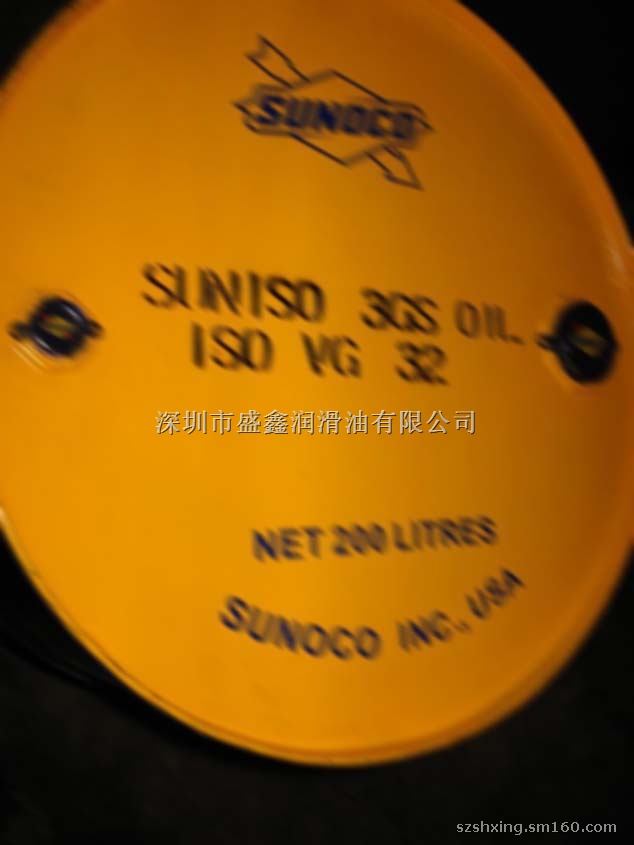 SUNOCO
SUNISO 3GS OIL
ISO VG 32
深圳市盛鑫润滑油有限公司
NET 200 LITRES
SUNOCO INC., USA
szshxing.sm160.com